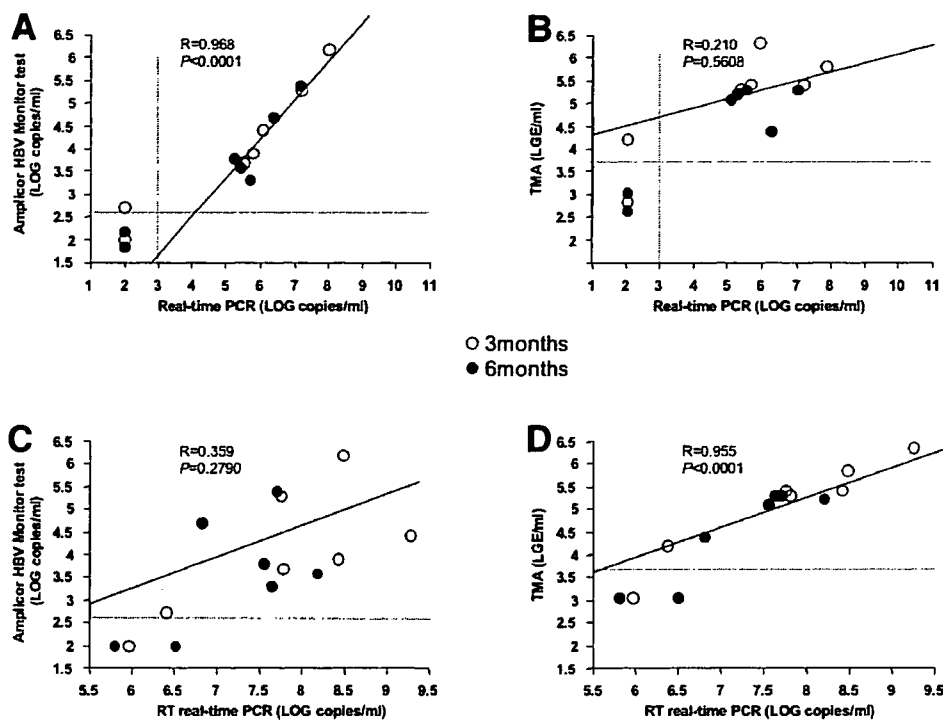 A
R=0.968
P<0.0001
Amplicor HBV Monitor test
(LOG copies/ml)
6.5
6
5.5
5
4.5
4
3.5
3
2.5
2
1.5
1 2 3 4 5 6 7 8 9 10 11
Real-time PCR (LOG copies/ml)
B
R=0.210
P=0.5608
TMA (LGE/ml)
6.5
6
5.5
5
4.5
4
3.5
3
2.5
2
1 2 3 4 5 6 7 8 9 10 11
Real-time PCR (LOG copies/ml)
3months
6months
C
R=0.359
P=0.2790
Amplicor HBV Monitor test
(LOG copies/ml)
6.5
6
5.5
5
4.5
4
3.5
3
2.5
2
1.5
5.5 6 6.5 7 7.5 8 8.5 9 9.5
RT real-time PCR (LOG copies/ml)
D
R=0.955
P<0.0001
TMA (LGE/ml)
6.5
6
5.5
5
4.5
4
3.5
3
2.5
2
1.5
5.5 6 6.5 7 7.5 8 8.5 9 9.5
RT real-time PCR (LOG copies/ml)